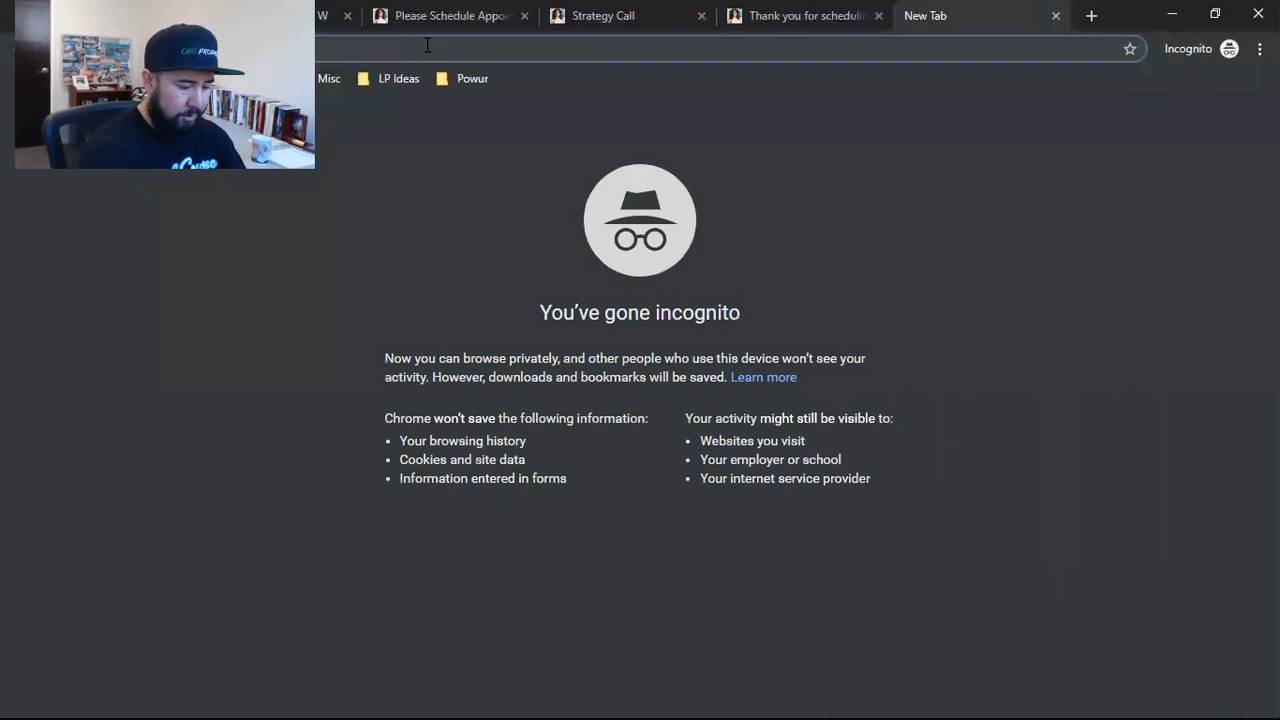 W
Please Schedule Appoi
Strategy Call
Thank you for scheduli
New Tab
Incognito
Misc
LP Ideas
Powur
You've gone incognito
Now you can browse privately, and other people who use this device won't see your
activity. However, downloads and bookmarks will be saved. Learn more
Chrome won't save the following information:
• Your browsing history
• Cookies and site data
• Information entered in forms
Your activity might still be visible to:
• Websites you visit
• Your employer or school
• Your internet service provider